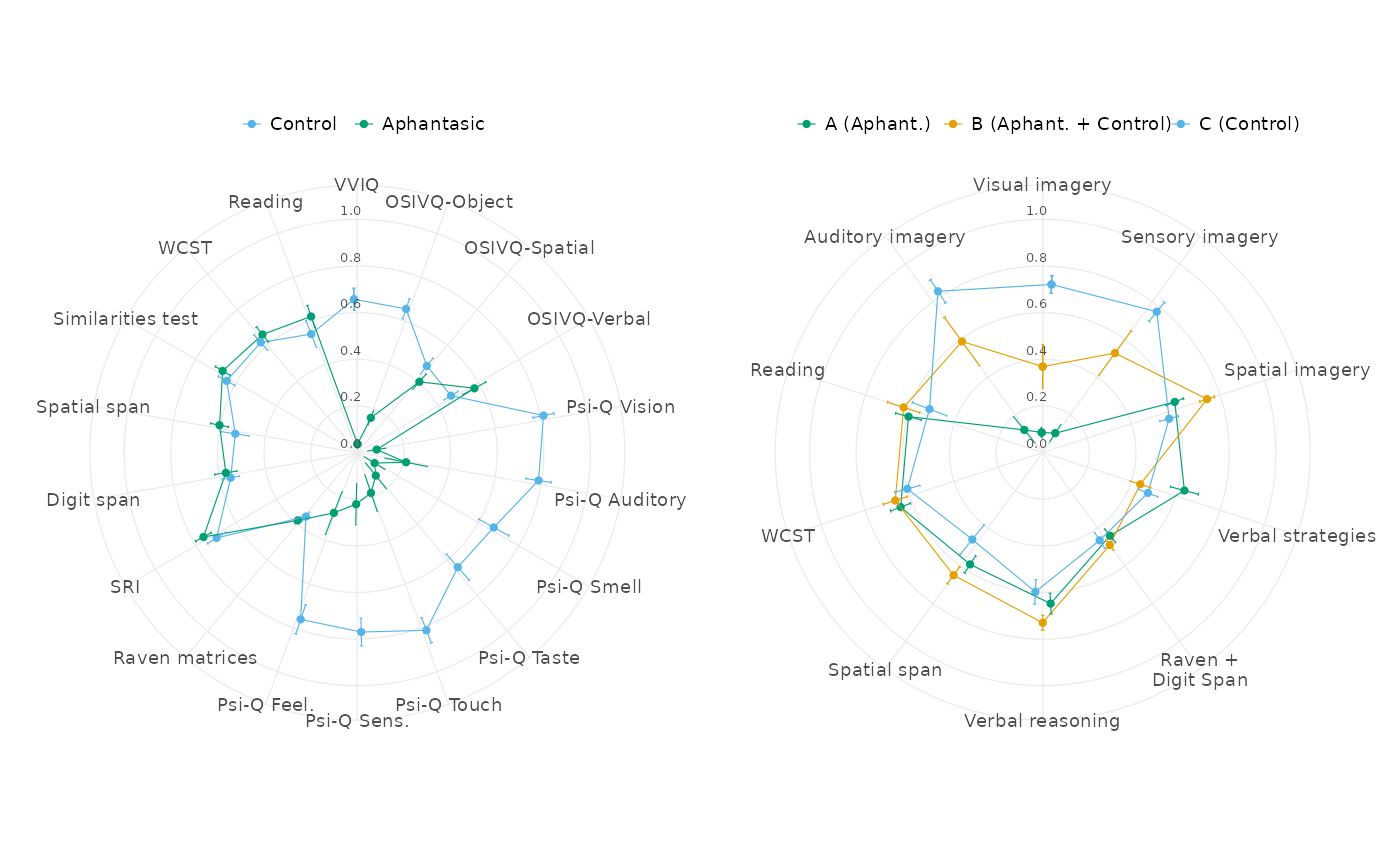 Control
Aphantasic
VVIQ
OSIVQ-Object
OSIVQ-Spatial
OSIVQ-Verbal
Psi-Q Vision
Psi-Q Auditory
Psi-Q Smell
Psi-Q Taste
Psi-Q Touch
Psi-Q Sens.
Psi-Q Feel.
Raven matrices
SRI
Digit span
Spatial span
Similarities test
WCST
Reading
1.0
0.8
0.6
0.4
0.2
0.0
A (Aphant.)
B (Aphant. + Control)
C (Control)
Visual imagery
Sensory imagery
Spatial imagery
Verbal strategies
Raven +
Digit Span
Verbal reasoning
Spatial span
WCST
Reading
Auditory imagery
1.0
0.8
0.6
0.4
0.2
0.0